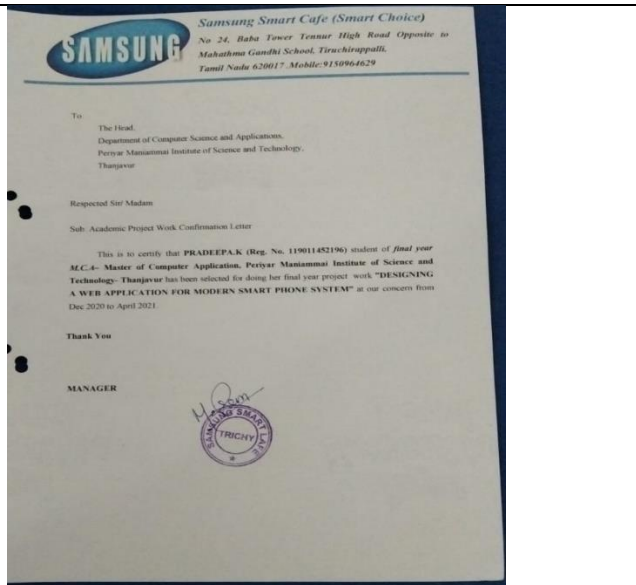 SAMSUNG
Samsung Smart Cafe (Smart Choice)
No 24, Baba Tower Tennur High Road Opposite to
Mahathma Gandhi School, Tiruchirappalli,
Tamil Nadu 620017 .Mobile:9150964629
To
The Head,
Department of Computer Science and Applications,
Periyar Maniammai Institute of Science and Technology,
Thanjavur
Respected Sir/ Madam
Sub: Academic Project Work Confirmation Letter
This is to certify that PRADEEPA.K (Reg. No. 119011452196) student of final year
M.C.A– Master of Computer Application, Periyar Maniammai Institute of Science and
Technology- Thanjavur has been selected for doing her final year project work "DESIGNING
A WEB APPLICATION FOR MODERN SMART PHONE SYSTEM" at our concern from
Dec 2020 to April 2021.
Thank You
MANAGER
SAMSUNG SMART
TRICHY